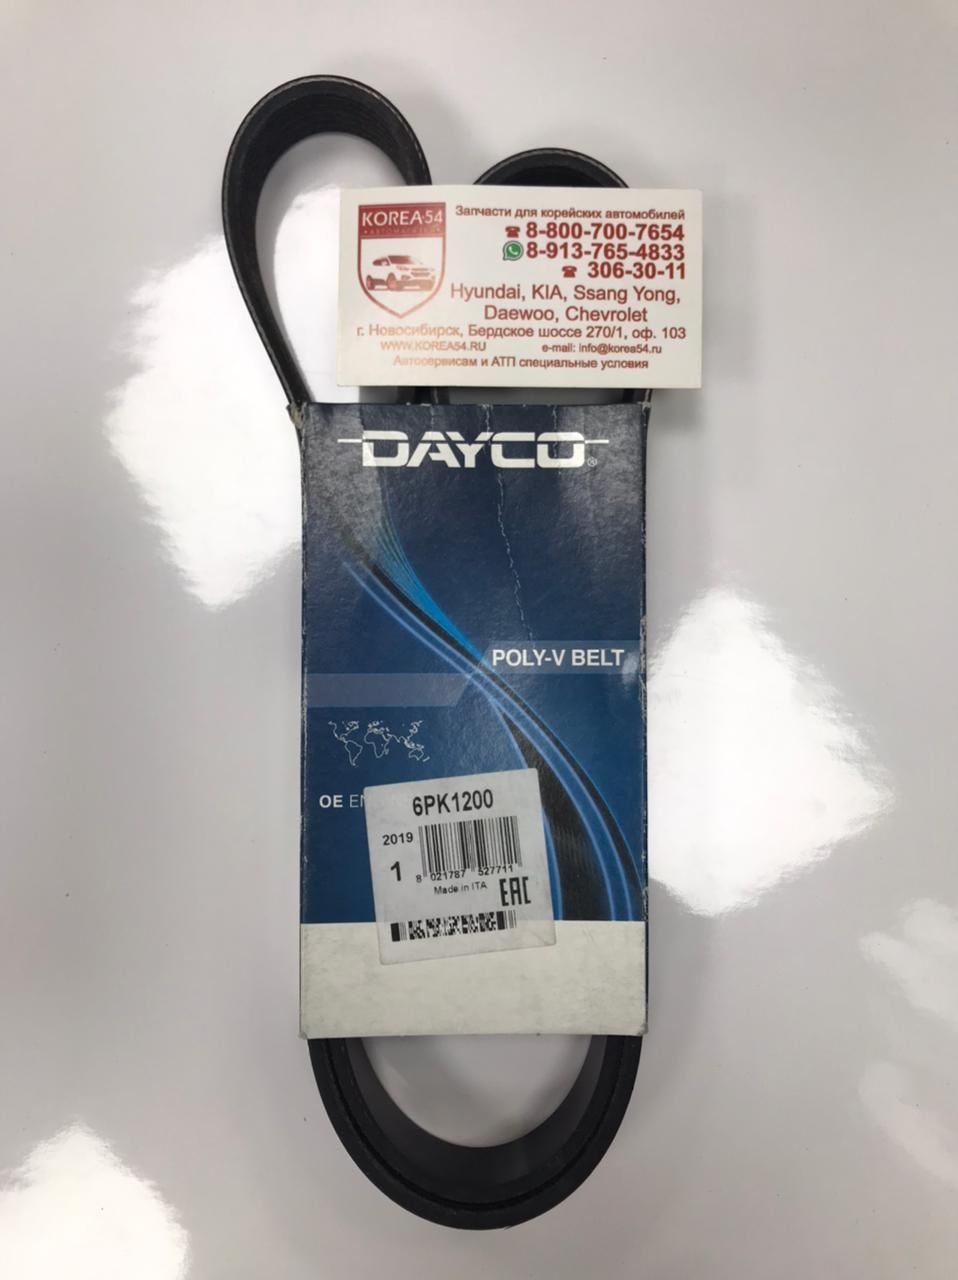 KOREA-54
Запчасти для корейских автомобилей
8-800-700-7654
8-913-765-4833
306-30-11
Hyundai, KIA, Ssang Yong,
Daewoo, Chevrolet
г. Новосибирск, Бердское шоссе 270/1, оф. 103
WWW.KOREA54.RU e-mail: info@korea54.ru
Автосервисам и АТП специальные условия
DAYCO®
POLY-V BELT
OE
6PK1200
2019
1
8 021787 527711
Made in ITA
EAC